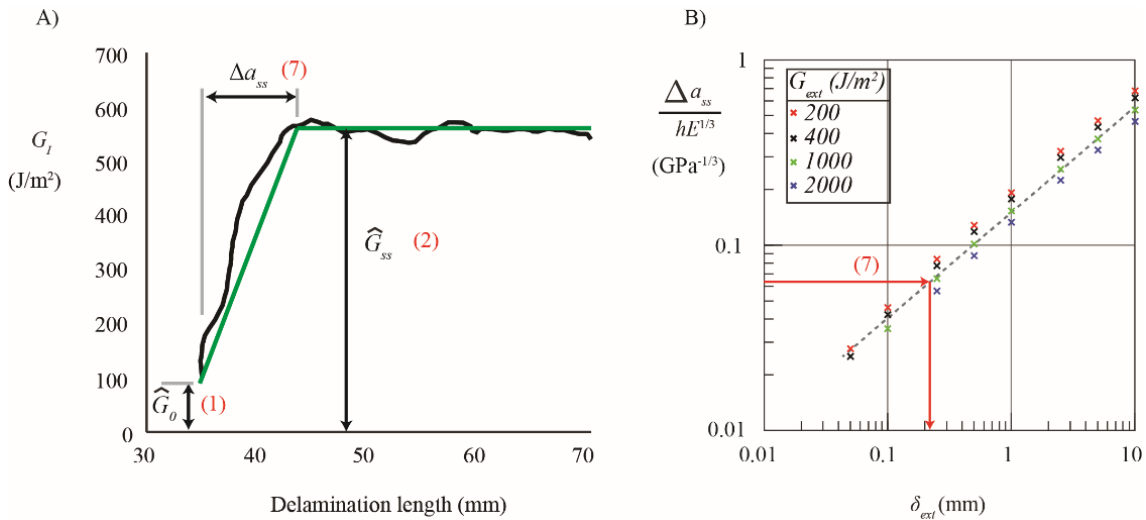 A)
700
600
500
400
300
200
100
0
G_I
(J/m²)
Δa_ss (7)
Ĝ_ss (2)
Ĝ_0 (1)
30 40 50 60 70
Delamination length (mm)
B)
Δa_ss
hE^1/3
(GPa^-1/3)
1
0.1
0.01
G_ext (J/m²)
200
400
1000
2000
(7)
0.01 0.1 1 10
δ_ext (mm)